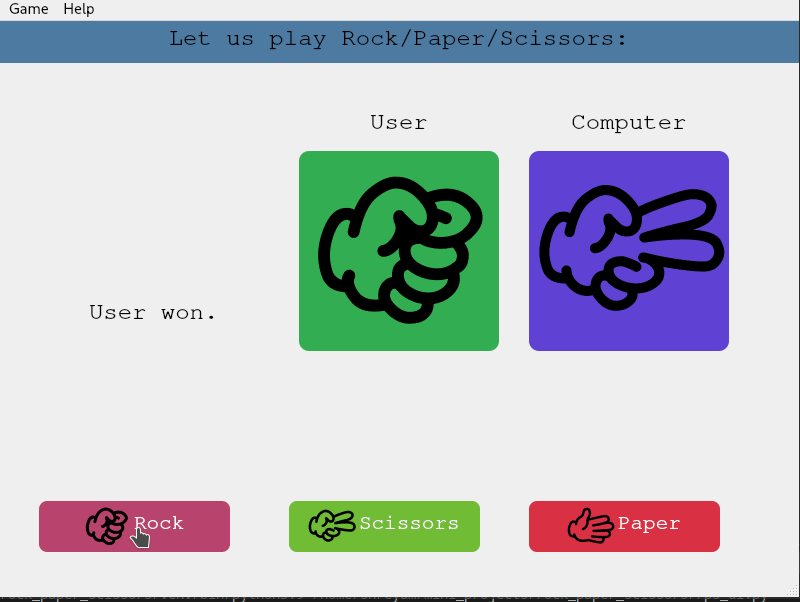 Game Help
Let us play Rock/Paper/Scissors:
User Computer
User won.
Rock Scissors Paper